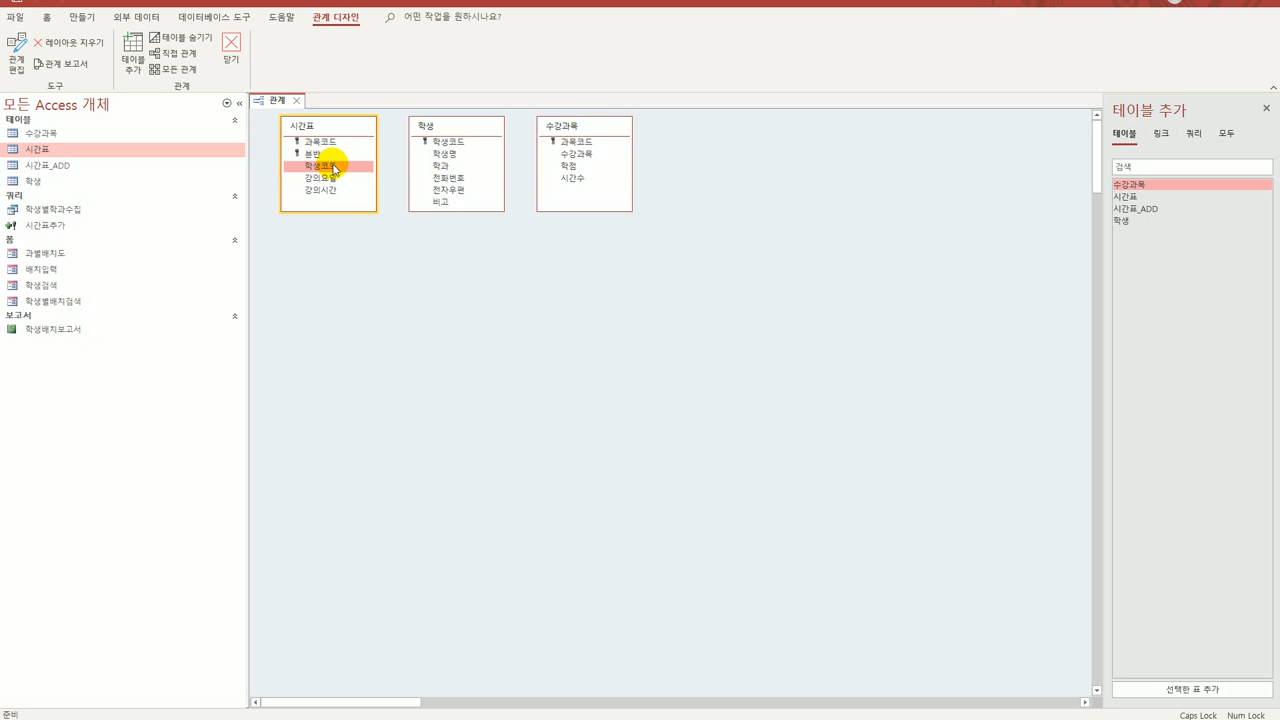 파일 홈 만들기 외부 데이터 데이터베이스 도구 도움말 관계 디자인 어떤 작업을 원하시나요?
관계 편집
레이아웃 지우기
관계 보고서
도구
테이블 추가
테이블 숨기기
직접 관계
모든 관계
닫기
관계
모든 Access 개체
테이블
수강과목
시간표
시간표_ADD
학생
쿼리
학생별학과수집
시간표추가
폼
과별배치도
배치입력
학생검색
학생별배치검색
보고서
학생배치보고서
관계
시간표
과목코드
분반
학생코드
강의요일
강의시간
학생
학생코드
학생명
학과
전화번호
전자우편
비고
수강과목
과목코드
수강과목
학점
시간수
테이블 추가
테이블 링크 쿼리 모두
검색
수강과목
시간표
시간표_ADD
학생
선택한 표 추가
준비
Caps Lock Num Lock